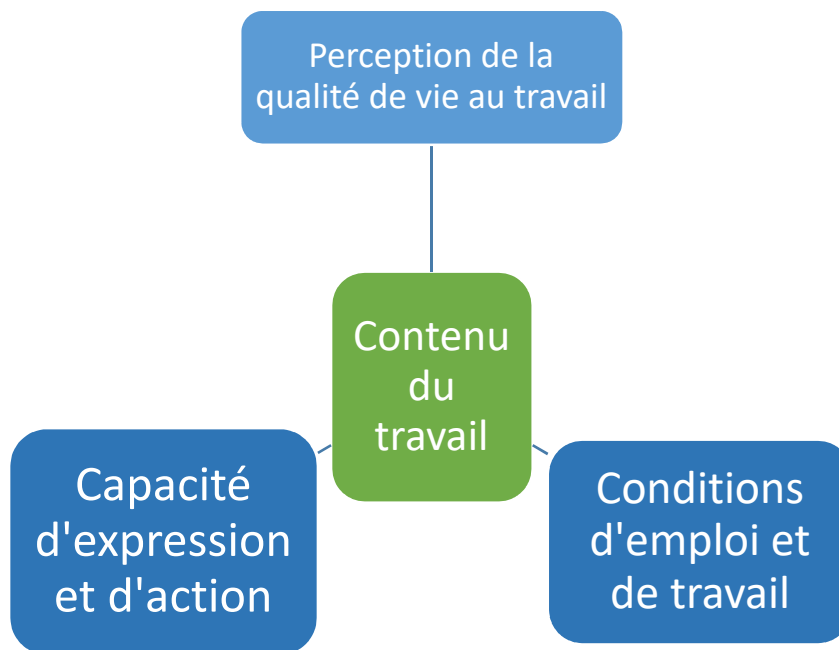 Perception de la
qualité de vie au travail
Contenu
du
travail
Capacité
d'expression
et d'action
Conditions
d'emploi et
de travail